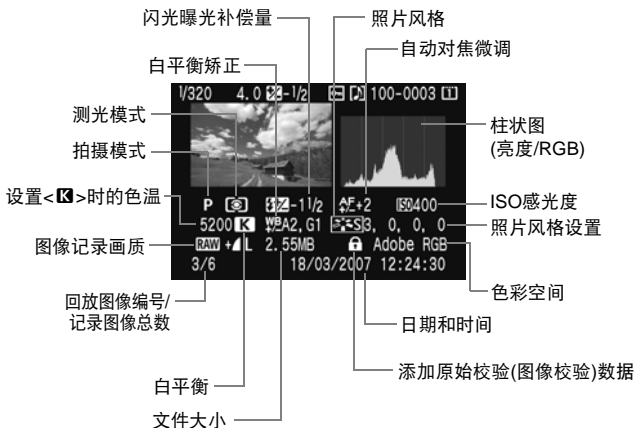 闪光曝光补偿量
照片风格
自动对焦微调
白平衡矫正
1/320 4.0 -1/2 100-0003 1
测光模式
柱状图
(亮度/RGB)
拍摄模式
P -1 1/2 AF+2 ISO400
ISO感光度
设置<K>时的色温
5200 K WB A2, G1 S 3, 0, 0, 0
照片风格设置
图像记录画质
RAW + L 2.55MB Adobe RGB
3/6 18/03/2007 12:24:30
色彩空间
回放图像编号/
记录图像总数
日期和时间
添加原始校验(图像校验)数据
白平衡
文件大小